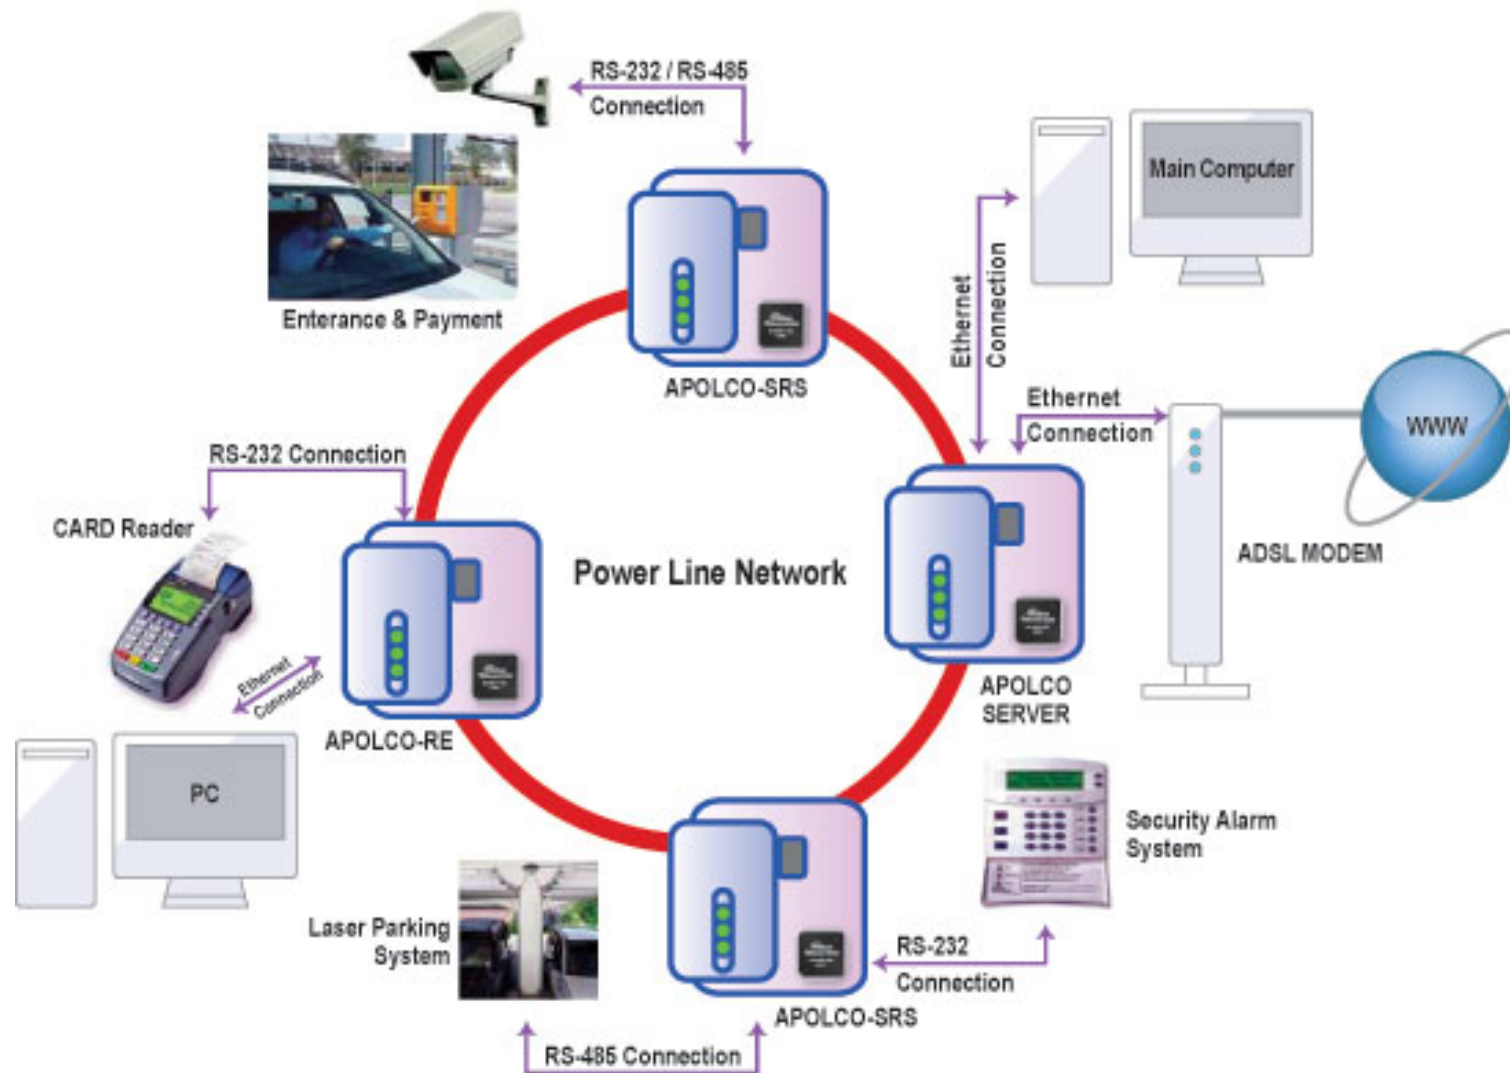 RS-232 / RS-485
Connection
Main Computer
Enterance & Payment
Ethernet
Connection
APOLCO-SRS
Ethernet
Connection
WWW
RS-232 Connection
CARD Reader
ADSL MODEM
Power Line Network
Ethernet
Connection
APOLCO
SERVER
APOLCO-RE
PC
Security Alarm
System
Laser Parking
System
RS-232
Connection
APOLCO-SRS
RS-485 Connection